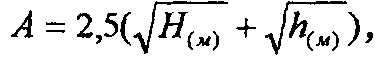 A = 2,5(√H(м) + √h(м)),